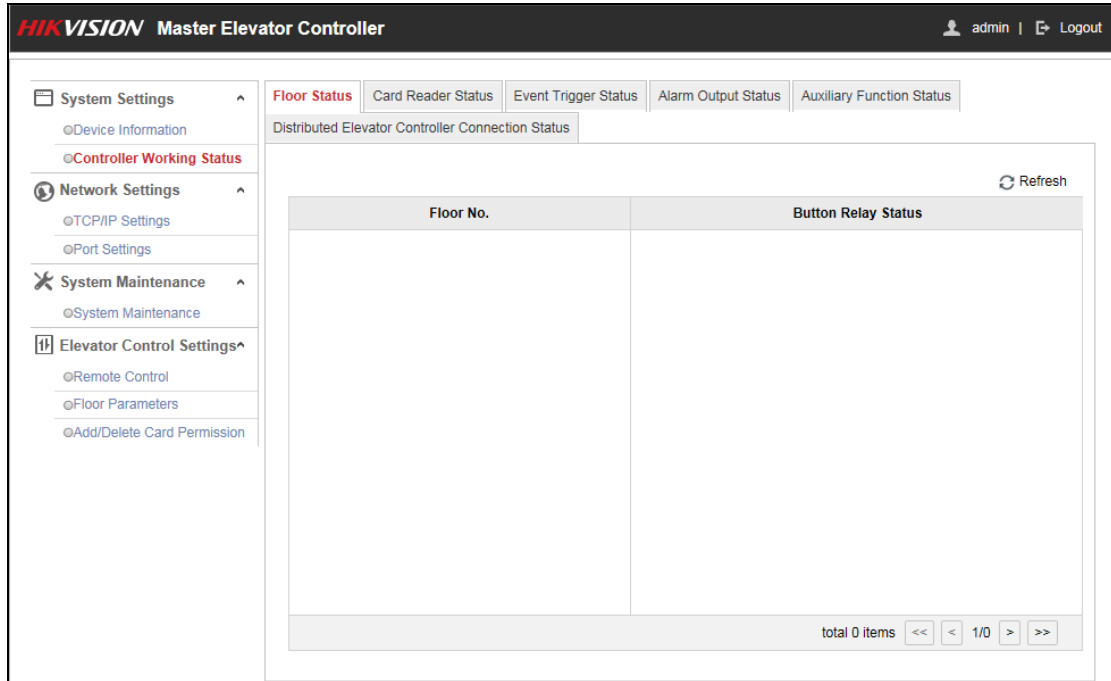 HIKVISION Master Elevator Controller
admin | Logout
System Settings
Device Information
Controller Working Status
Network Settings
TCP/IP Settings
Port Settings
System Maintenance
System Maintenance
Elevator Control Settings
Remote Control
Floor Parameters
Add/Delete Card Permission
Floor Status Card Reader Status Event Trigger Status Alarm Output Status Auxiliary Function Status
Distributed Elevator Controller Connection Status
Refresh
Floor No. Button Relay Status
total 0 items << < 1/0 > >>